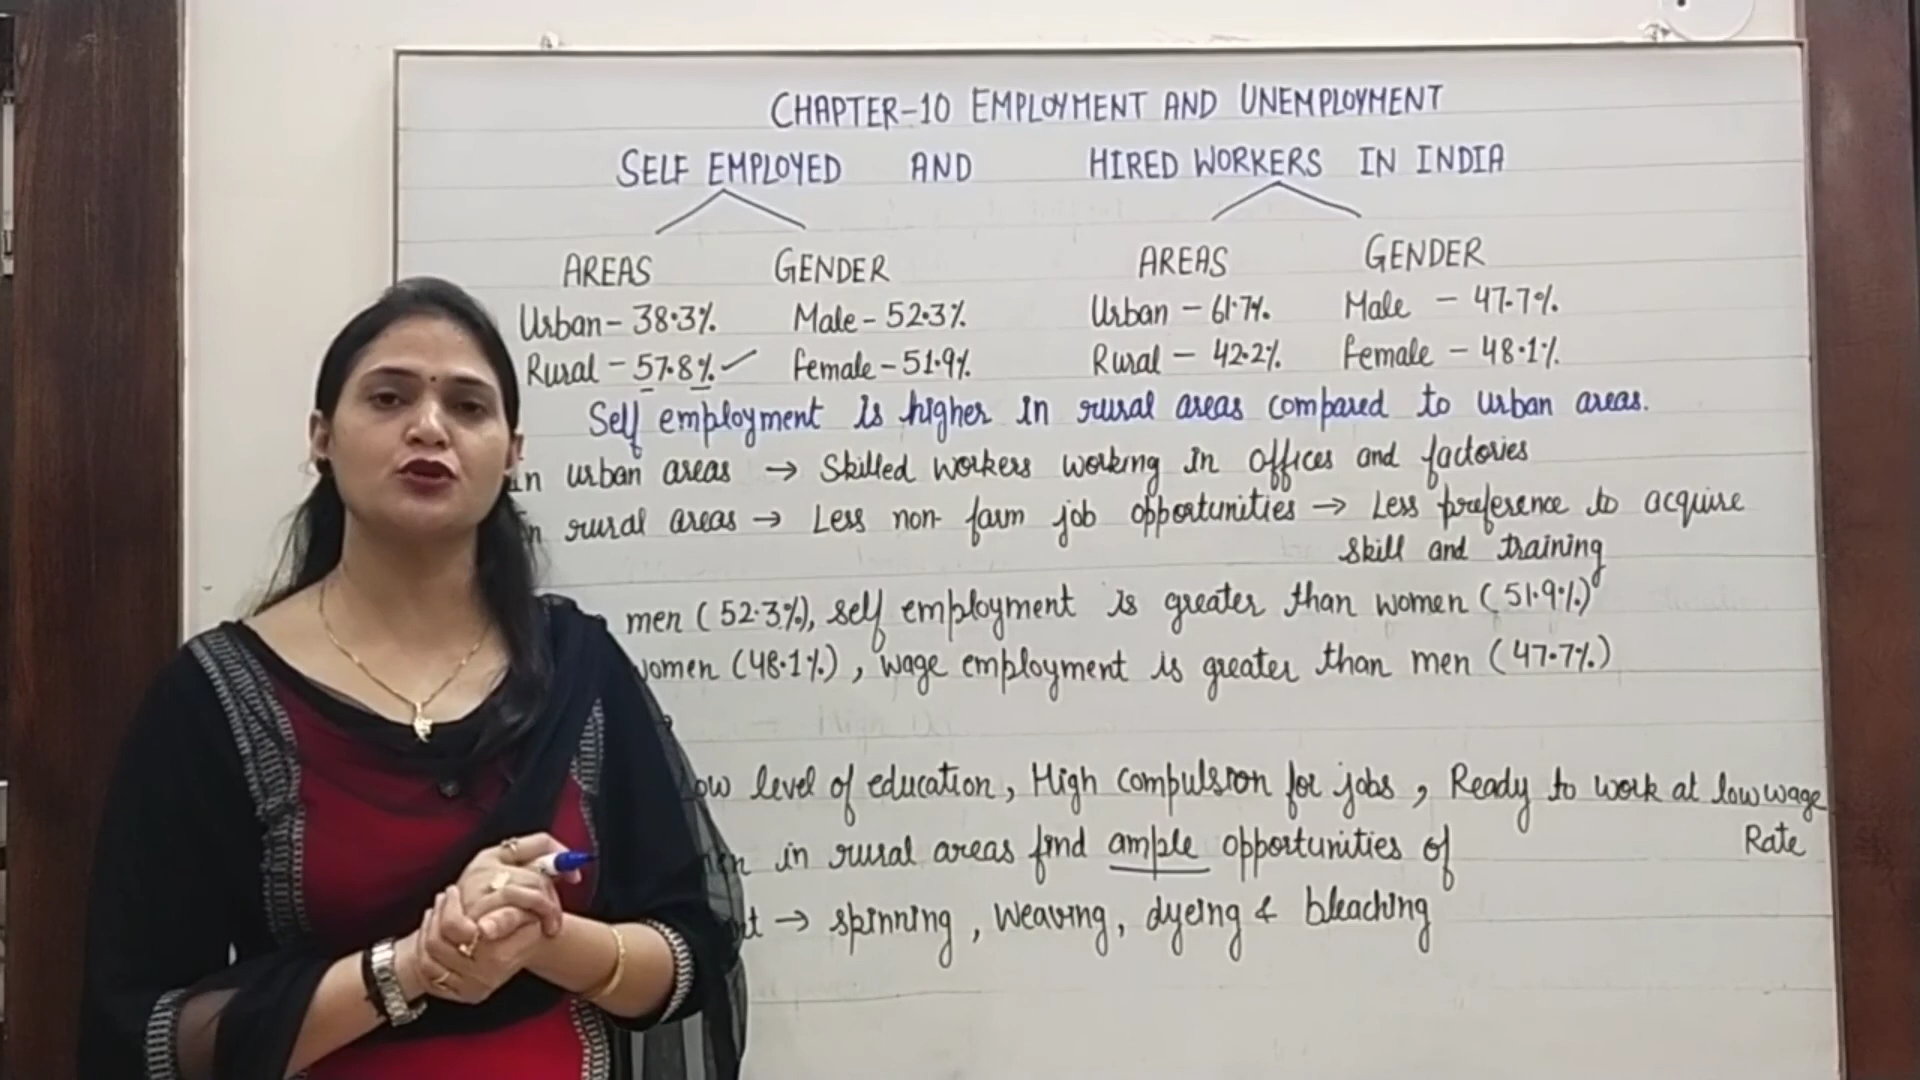 CHAPTER-10 EMPLOYMENT AND UNEMPLOYMENT
SELF EMPLOYED AND HIRED WORKERS IN INDIA
AREAS GENDER AREAS GENDER
Urban - 38.3% Male - 52.3% Urban - 61.7% Male - 47.7%
Rural - 57.8% ✓ Female - 51.9% Rural - 42.2% Female - 48.1%
Self employment is higher in rural areas compared to urban areas.
In urban areas → Skilled workers working in offices and factories
In rural areas → Less non-farm job opportunities → Less preference to acquire
skill and training
men (52.3%), self employment is greater than women (51.9%)
women (48.1%), wage employment is greater than men (47.7%)
low level of education, High compulsion for jobs, Ready to work at low wage
Rate
in rural areas find ample opportunities of
→ spinning, weaving, dyeing & bleaching